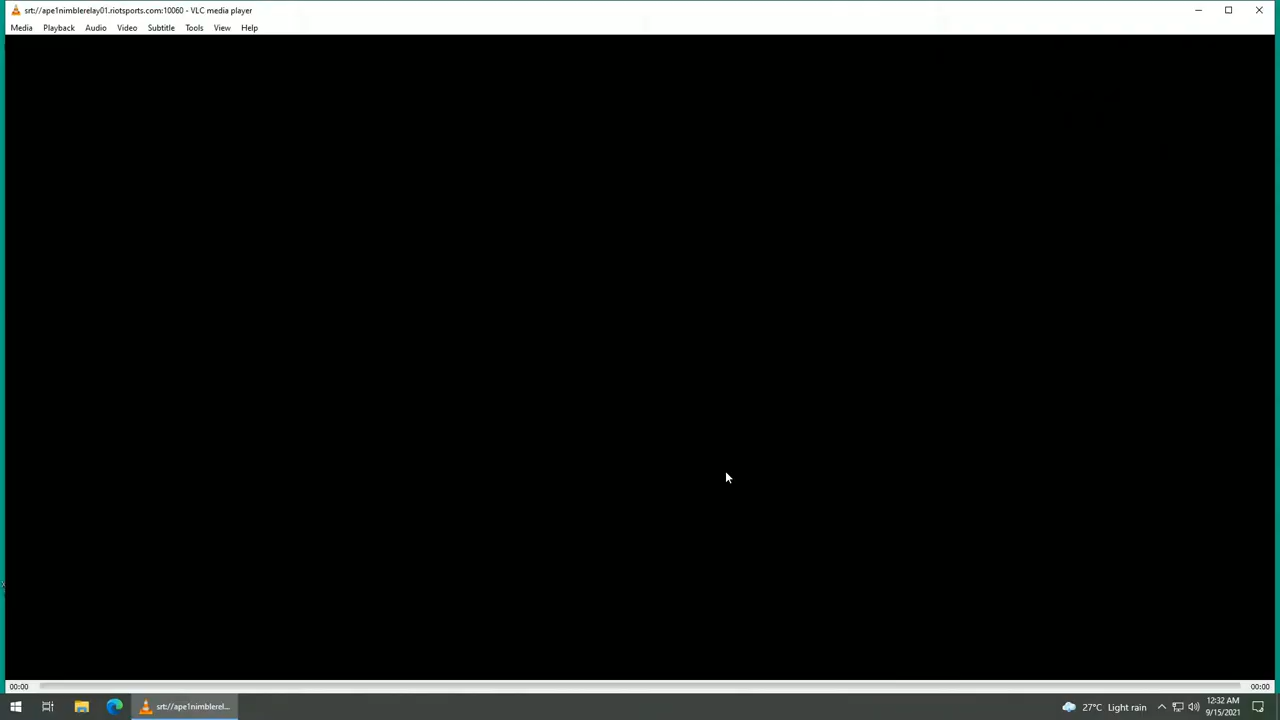 srt://ape1nimblerelay01.riotsports.com:10060 - VLC media player
Media Playback Audio Video Subtitle Tools View Help
00:00 00:00
srt://ape1nimblerel... 27°C Light rain 12:32 AM
9/15/2021